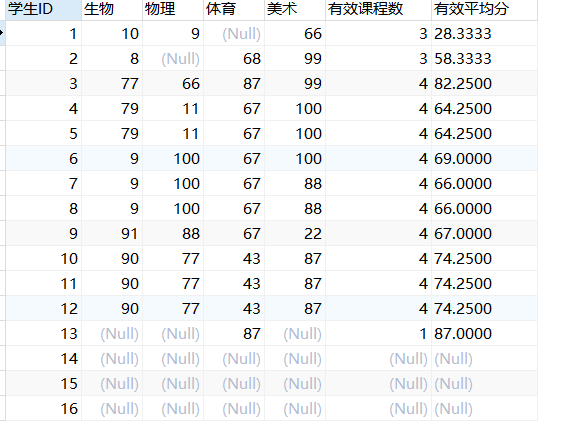 学生ID 生物 物理 体育 美术 有效课程数 有效平均分
1 10 9 (Null) 66 3 28.3333
2 8 (Null) 68 99 3 58.3333
3 77 66 87 99 4 82.2500
4 79 11 67 100 4 64.2500
5 79 11 67 100 4 64.2500
6 9 100 67 100 4 69.0000
7 9 100 67 88 4 66.0000
8 9 100 67 88 4 66.0000
9 91 88 67 22 4 67.0000
10 90 77 43 87 4 74.2500
11 90 77 43 87 4 74.2500
12 90 77 43 87 4 74.2500
13 (Null) (Null) 87 (Null) 1 87.0000
14 (Null) (Null) (Null) (Null) (Null) (Null)
15 (Null) (Null) (Null) (Null) (Null) (Null)
16 (Null) (Null) (Null) (Null) (Null) (Null)